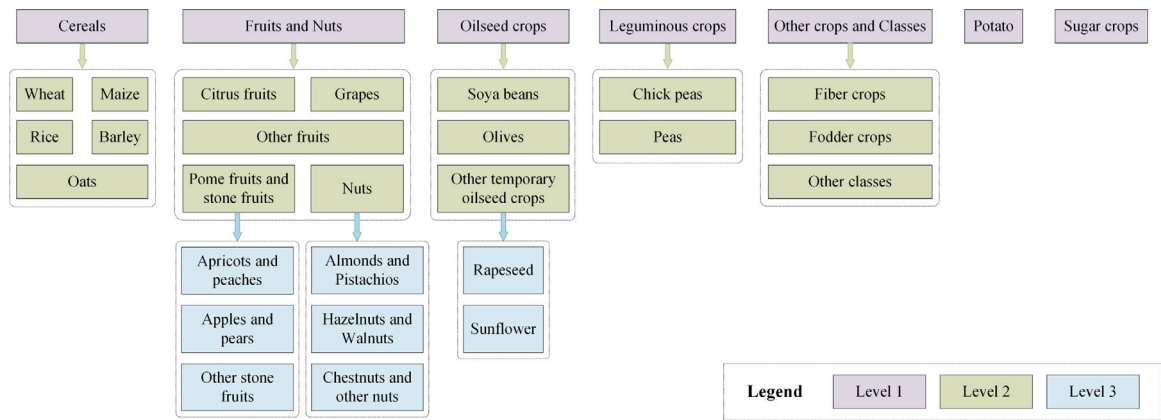 Cereals
Fruits and Nuts
Oilseed crops
Leguminous crops
Other crops and Classes
Potato
Sugar crops
Wheat
Maize
Rice
Barley
Oats
Citrus fruits
Grapes
Other fruits
Pome fruits and
stone fruits
Nuts
Soya beans
Olives
Other temporary
oilseed crops
Chick peas
Peas
Fiber crops
Fodder crops
Other classes
Apricots and
peaches
Apples and
pears
Other stone
fruits
Almonds and
Pistachios
Hazelnuts and
Walnuts
Chestnuts and
other nuts
Rapeseed
Sunflower
Legend
Level 1
Level 2
Level 3